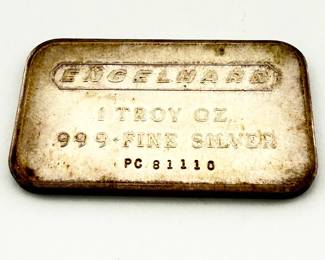 ENGELHARD
1 TROY OZ
999+ FINE SILVER
PC 81110